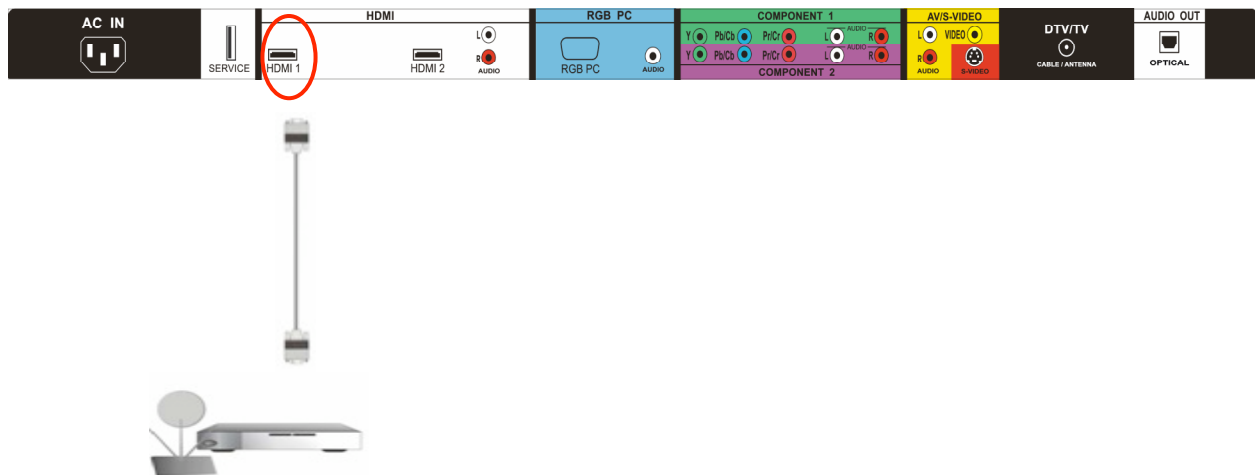 AC IN
SERVICE
HDMI
HDMI 1
HDMI 2
L
R
AUDIO
RGB PC
RGB PC
AUDIO
COMPONENT 1
Y Pb/Cb Pr/Cr L AUDIO R
Y Pb/Cb Pr/Cr L AUDIO R
COMPONENT 2
AV/S-VIDEO
L VIDEO
R
AUDIO S-VIDEO
DTV/TV
CABLE / ANTENNA
AUDIO OUT
OPTICAL